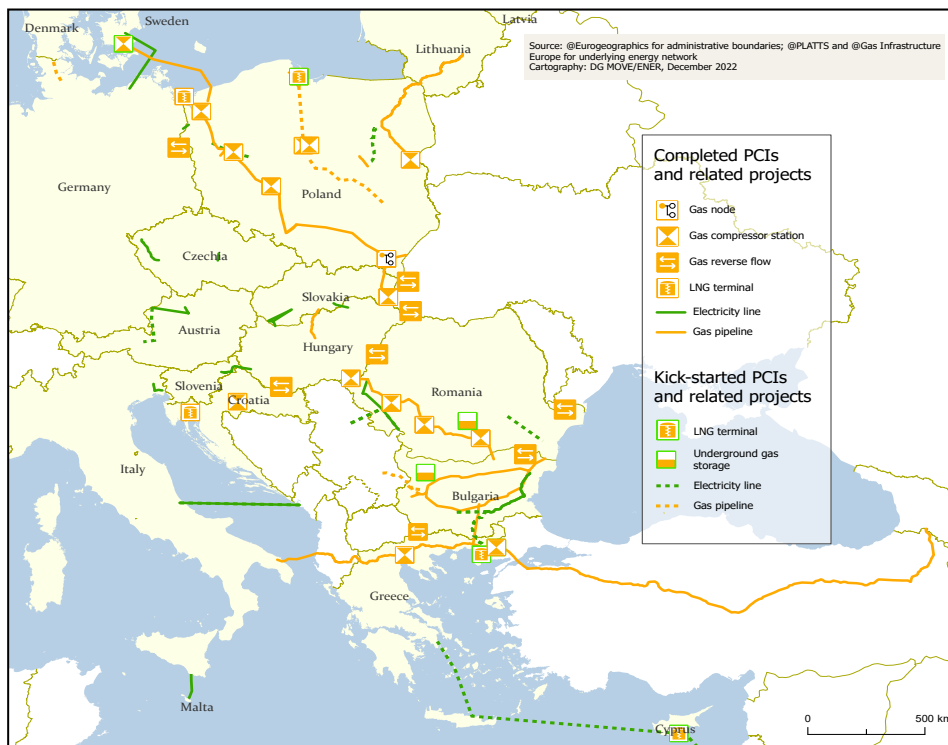 Denmark
Sweden
Latvia
Lithuania
Source: @Eurogeographics for administrative boundaries; @PLATTS and @Gas Infrastructure
Europe for underlying energy network
Cartography: DG MOVE/ENER, December 2022
Germany
Poland
Czechia
Slovakia
Austria
Hungary
Slovenia
Croatia
Romania
Italy
Bulgaria
Greece
Malta
Cyprus
Completed PCIs
and related projects
Gas node
Gas compressor station
Gas reverse flow
LNG terminal
Electricity line
Gas pipeline
Kick-started PCIs
and related projects
LNG terminal
Underground gas
storage
Electricity line
Gas pipeline
0
500 km